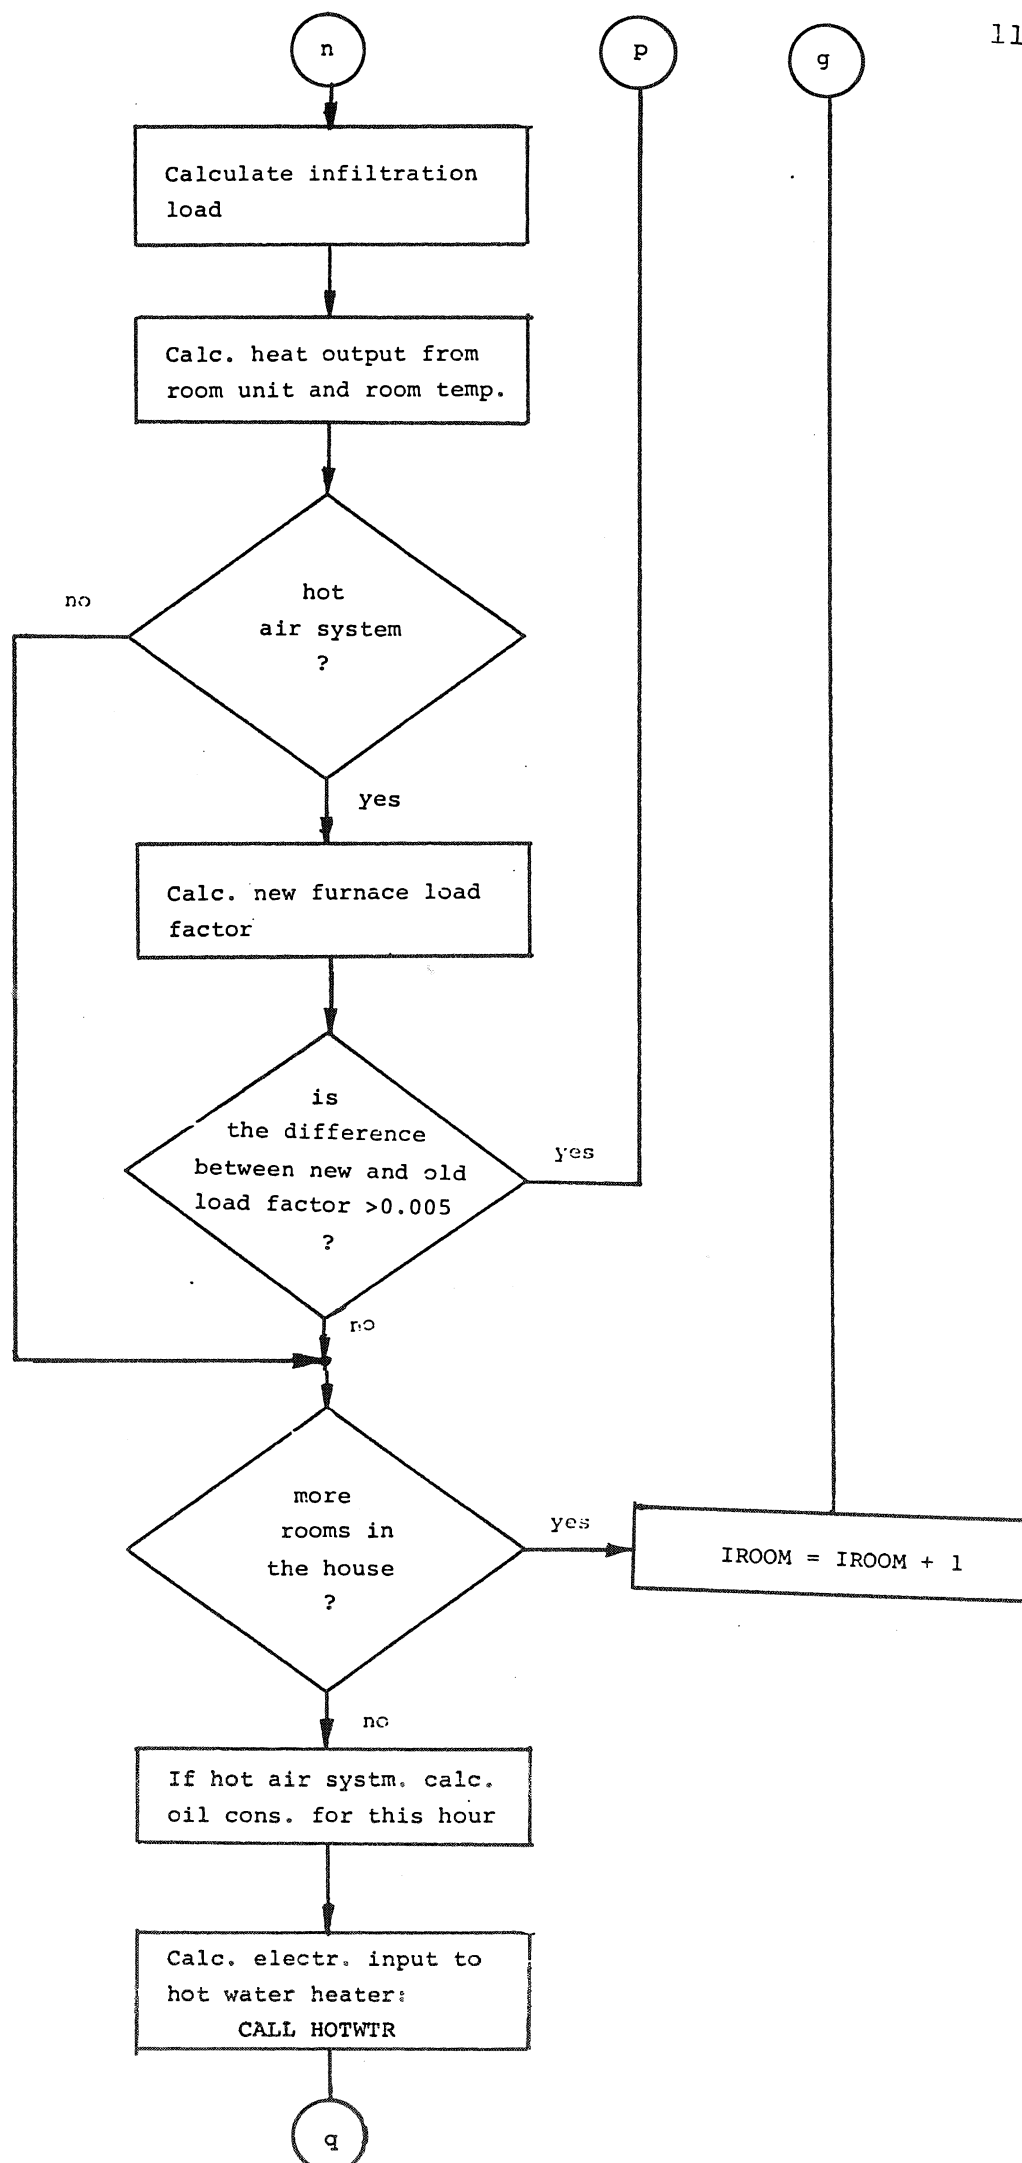 n
p
g
11
Calculate infiltration
load
Calc. heat output from
room unit and room temp.
hot
air system
?
no
yes
Calc. new furnace load
factor
is
the difference
between new and old
load factor >0.005
?
yes
no
more
rooms in
the house
?
yes
IROOM = IROOM + 1
no
If hot air systm. calc.
oil cons. for this hour
Calc. electr. input to
hot water heater:
CALL HOTWTR
q